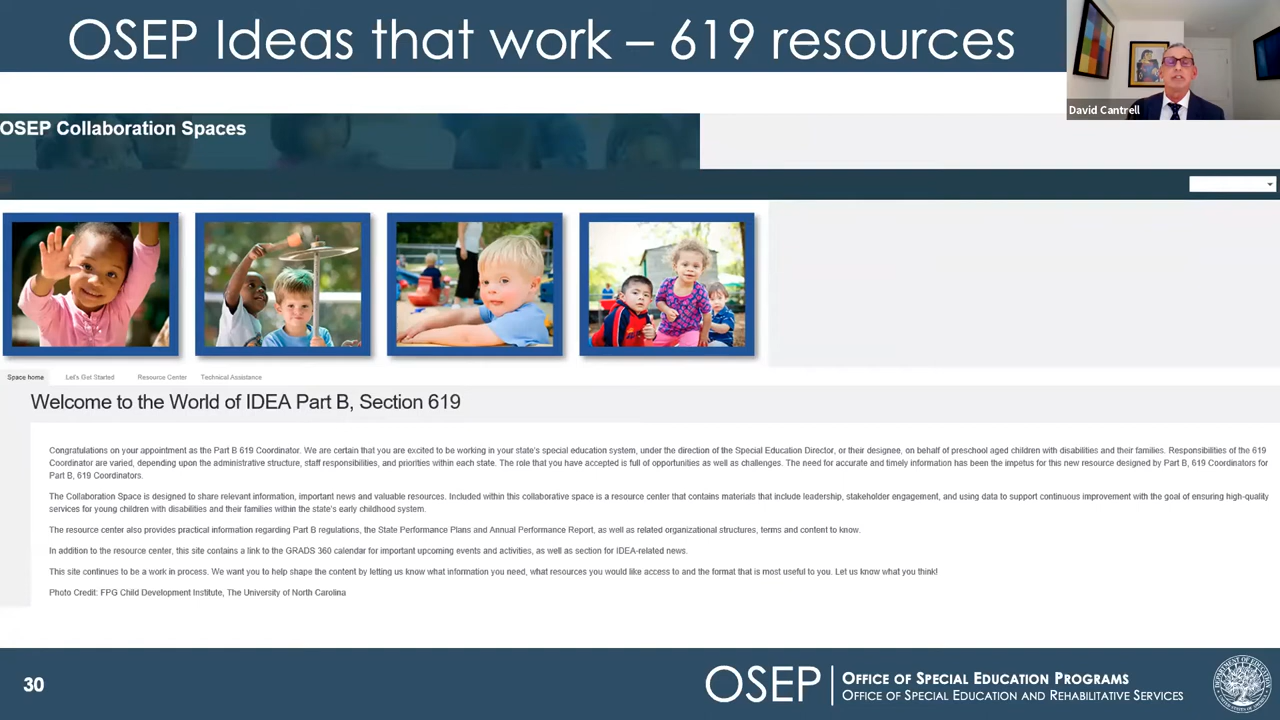 OSEP Ideas that work – 619 resources
David Cantrell
OSEP Collaboration Spaces
Space home Let's Get Started Resource Center Technical Assistance
Welcome to the World of IDEA Part B, Section 619
Congratulations on your appointment as the Part B 619 Coordinator. We are certain that you are excited to be working in your state's special education system, under the direction of the Special Education Director, or their designee, on behalf of preschool aged children with disabilities and their families. Responsibilities of the 619
Coordinator are varied, depending upon the administrative structure, staff responsibilities, and priorities within each state. The role that you have accepted is full of opportunities as well as challenges. The need for accurate and timely information has been the impetus for this new resource designed by Part B, 619 Coordinators for
Part B, 619 Coordinators.
The Collaboration Space is designed to share relevant information, important news and valuable resources. Included within this collaborative space is a resource center that contains materials that include leadership, stakeholder engagement, and using data to support continuous improvement with the goal of ensuring high-quality
services for young children with disabilities and their families within the state's early childhood system.
The resource center also provides practical information regarding Part B regulations, the State Performance Plans and Annual Performance Report, as well as related organizational structures, terms and content to know.
In addition to the resource center, this site contains a link to the GRADS 360 calendar for important upcoming events and activities, as well as section for IDEA-related news.
This site continues to be a work in process. We want you to help shape the content by letting us know what information you need, what resources you would like access to and the format that is most useful to you. Let us know what you think!
Photo Credit: FPG Child Development Institute, The University of North Carolina
30
OSEP
Office of Special Education Programs
Office of Special Education and Rehabilitative Services